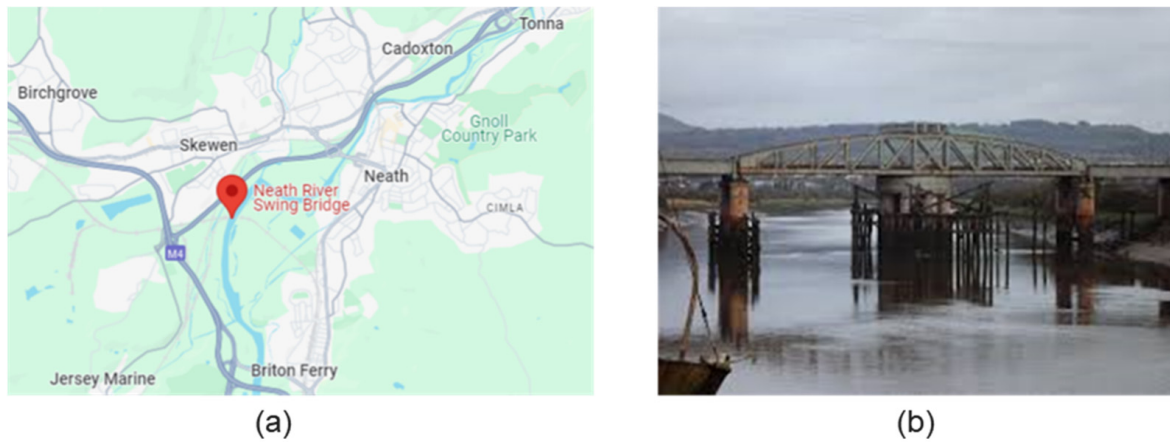 Tonna
Cadoxton
Birchgrove
Gnoll
Country Park
Skewen
Neath
Neath River
Swing Bridge
CIMLA
M4
Jersey Marine
Briton Ferry
(a)
(b)